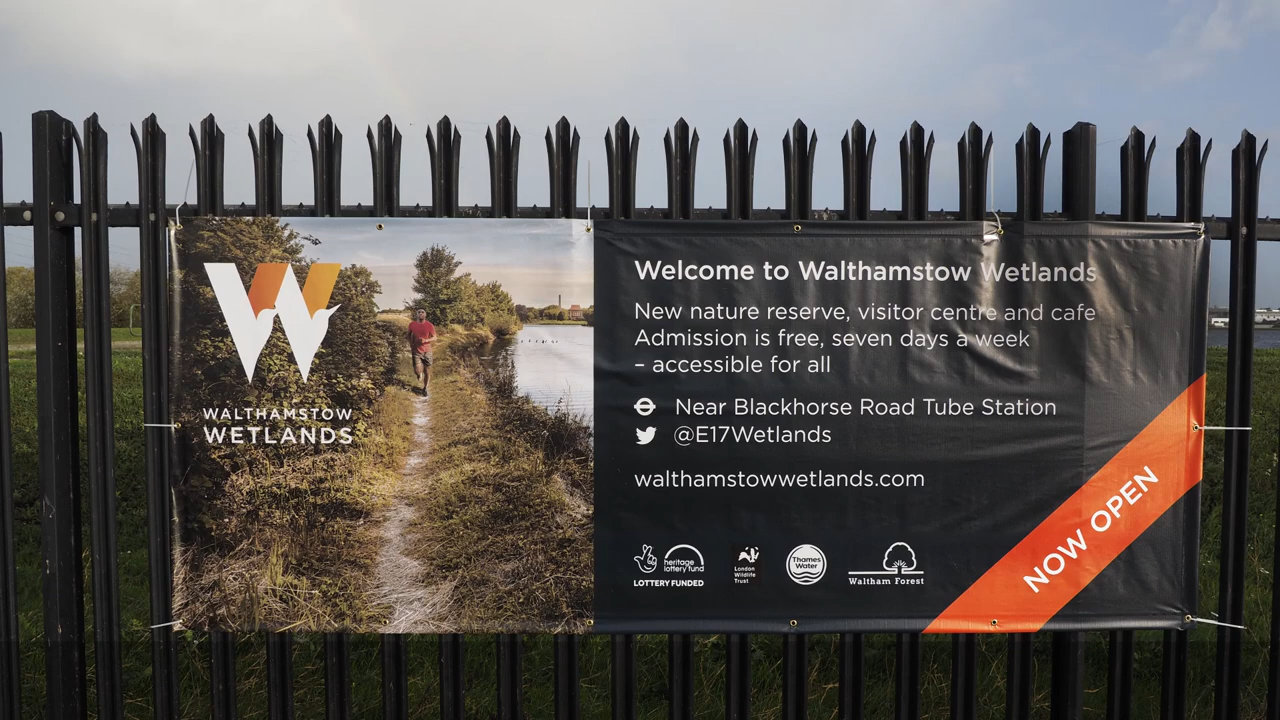 W
WALTHAMSTOW
WETLANDS
Welcome to Walthamstow Wetlands
New nature reserve, visitor centre and cafe
Admission is free, seven days a week
– accessible for all
Near Blackhorse Road Tube Station
@E17Wetlands
walthamstowwetlands.com
heritage
lottery fund
LOTTERY FUNDED
London
Wildlife
Trust
Thames
Water
Waltham Forest
NOW OPEN